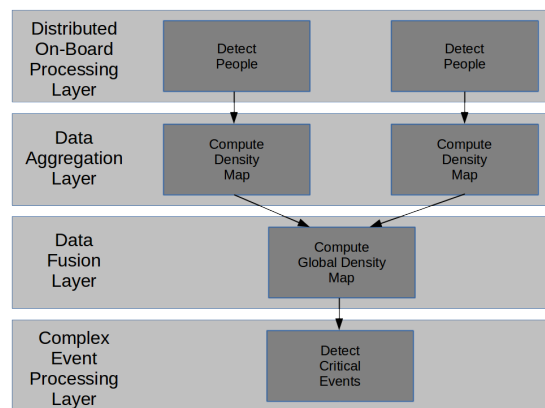 Distributed
On-Board
Processing
Layer
Detect
People
Detect
People
Data
Aggregation
Layer
Compute
Density
Map
Compute
Density
Map
Data
Fusion
Layer
Compute
Global Density
Map
Complex
Event
Processing
Layer
Detect
Critical
Events